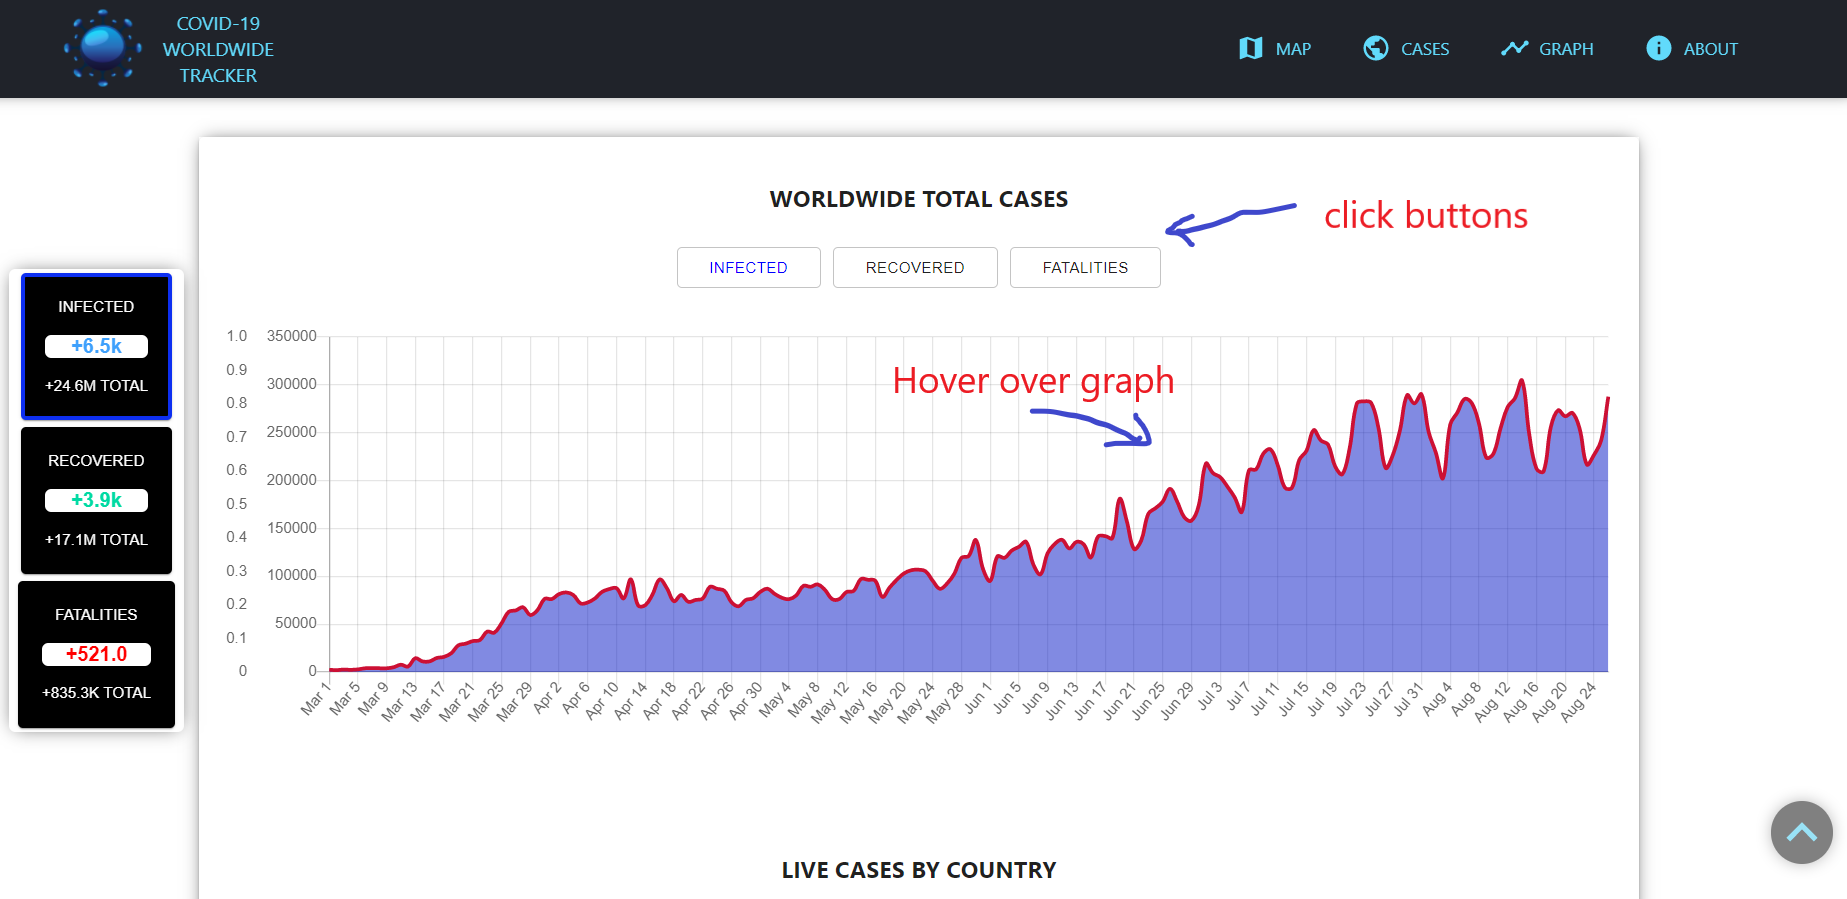 COVID-19
WORLDWIDE
TRACKER
MAP
CASES
GRAPH
ABOUT
WORLDWIDE TOTAL CASES
click buttons
INFECTED
RECOVERED
FATALITIES
INFECTED
+6.5k
+24.6M TOTAL
RECOVERED
+3.9k
+17.1M TOTAL
FATALITIES
+521.0
+835.3K TOTAL
Hover over graph
1.0
0.9
0.8
0.7
0.6
0.5
0.4
0.3
0.2
0.1
0
350000
300000
250000
200000
150000
100000
50000
0
Mar 1
Mar 5
Mar 9
Mar 13
Mar 17
Mar 21
Mar 25
Mar 29
Apr 2
Apr 6
Apr 10
Apr 14
Apr 18
Apr 22
Apr 26
Apr 30
May 4
May 8
May 12
May 16
May 20
May 24
May 28
Jun 1
Jun 5
Jun 9
Jun 13
Jun 17
Jun 21
Jun 25
Jun 29
Jul 3
Jul 7
Jul 11
Jul 15
Jul 19
Jul 23
Jul 27
Jul 31
Aug 4
Aug 8
Aug 12
Aug 16
Aug 20
Aug 24
LIVE CASES BY COUNTRY